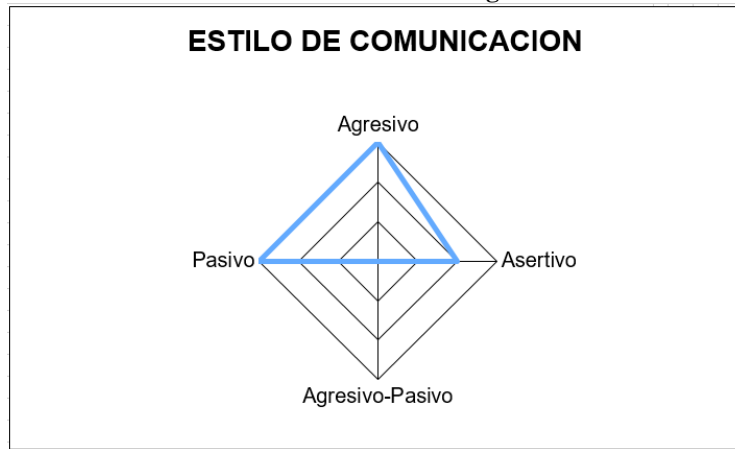 ESTILO DE COMUNICACION
Agresivo
Pasivo
Asertivo
Agresivo-Pasivo